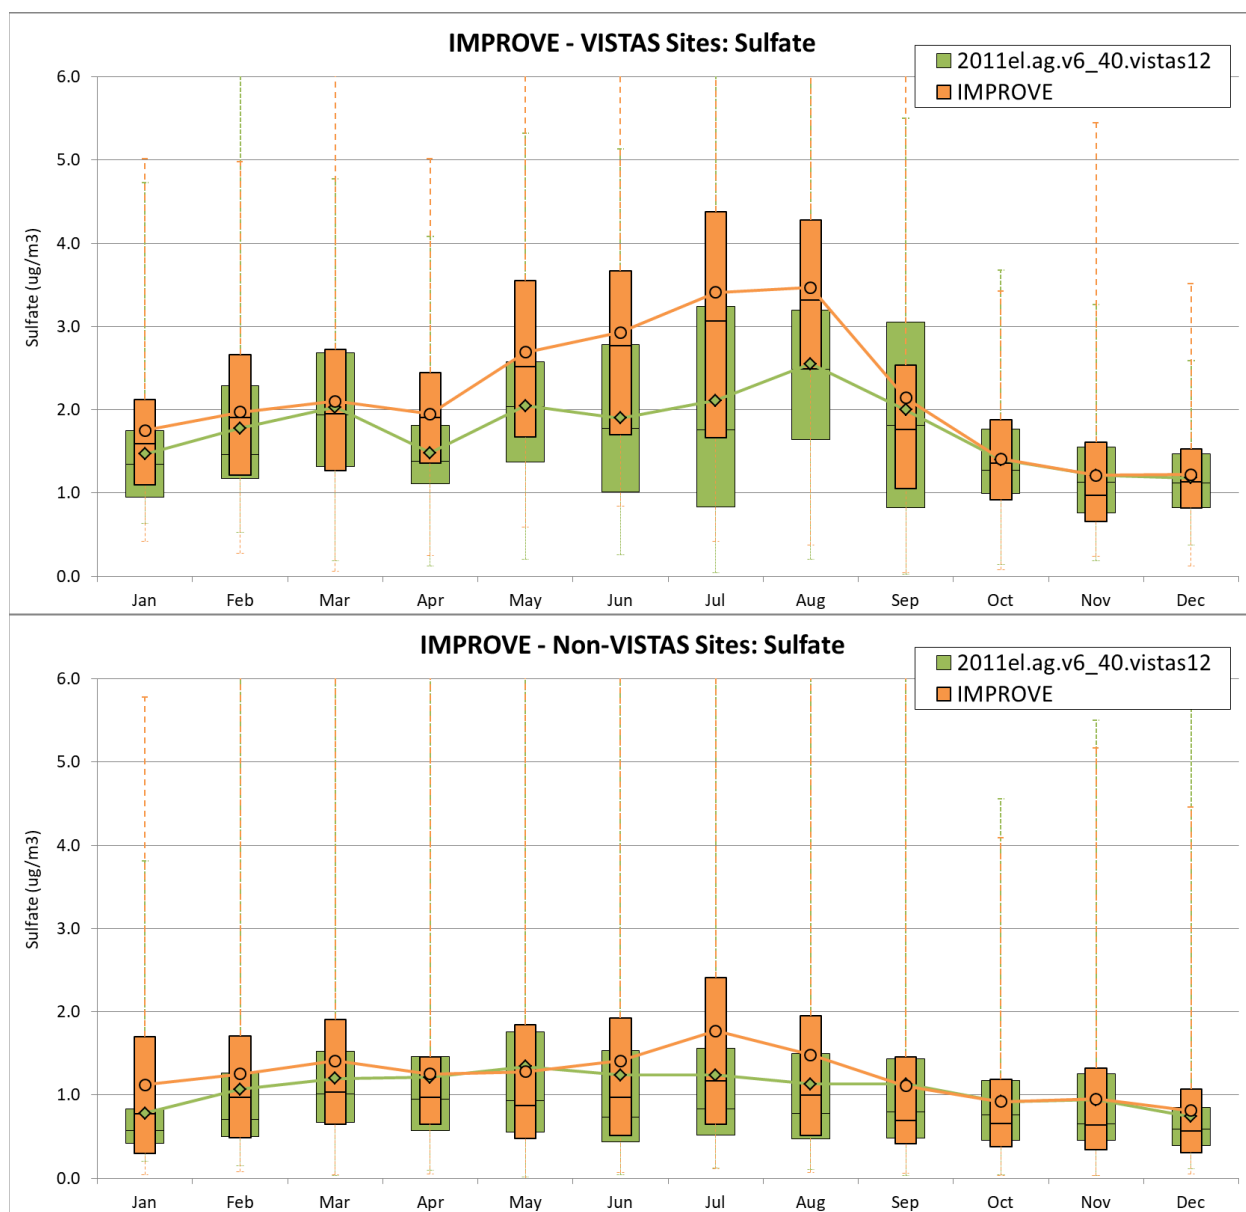 IMPROVE - VISTAS Sites: Sulfate
2011el.ag.v6_40.vistas12
IMPROVE
6.0
5.0
4.0
3.0
2.0
1.0
0.0
Sulfate (ug/m3)
Jan Feb Mar Apr May Jun Jul Aug Sep Oct Nov Dec
IMPROVE - Non-VISTAS Sites: Sulfate
2011el.ag.v6_40.vistas12
IMPROVE
6.0
5.0
4.0
3.0
2.0
1.0
0.0
Sulfate (ug/m3)
Jan Feb Mar Apr May Jun Jul Aug Sep Oct Nov Dec